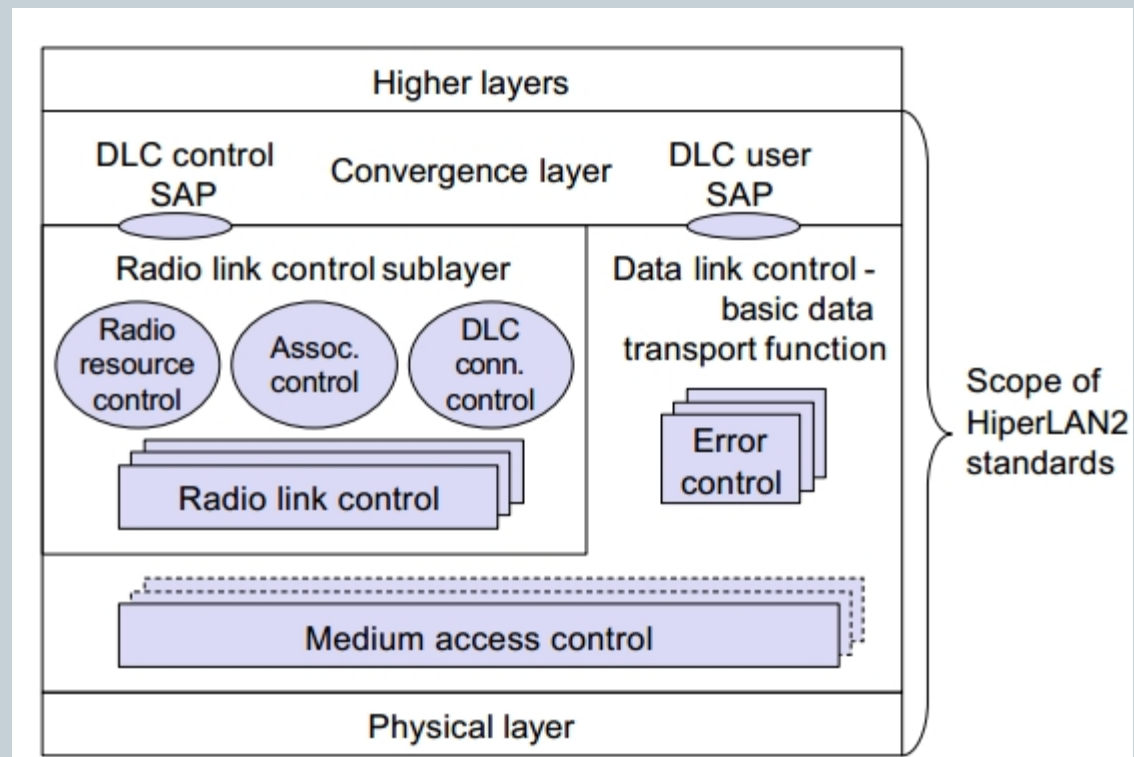 Higher layers
DLC control
SAP
Convergence layer
DLC user
SAP
Radio link control sublayer
Data link control -
basic data
transport function
Radio
resource
control
Assoc.
control
DLC
conn.
control
Error
control
Radio link control
Medium access control
Physical layer
Scope of
HiperLAN2
standards